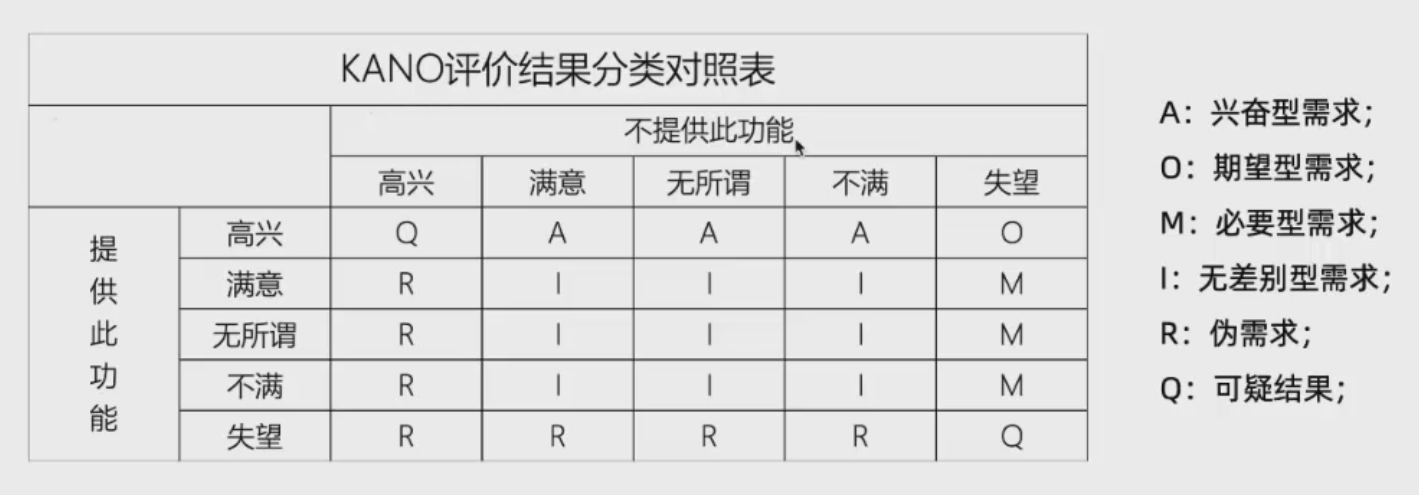 KANO评价结果分类对照表
不提供此功能
高兴 满意 无所谓 不满 失望
提供此功能
高兴 Q A A A O
满意 R I I I M
无所谓 R I I I M
不满 R I I I M
失望 R R R R Q
A：兴奋型需求；
O：期望型需求；
M：必要型需求；
I：无差别型需求；
R：伪需求；
Q：可疑结果；